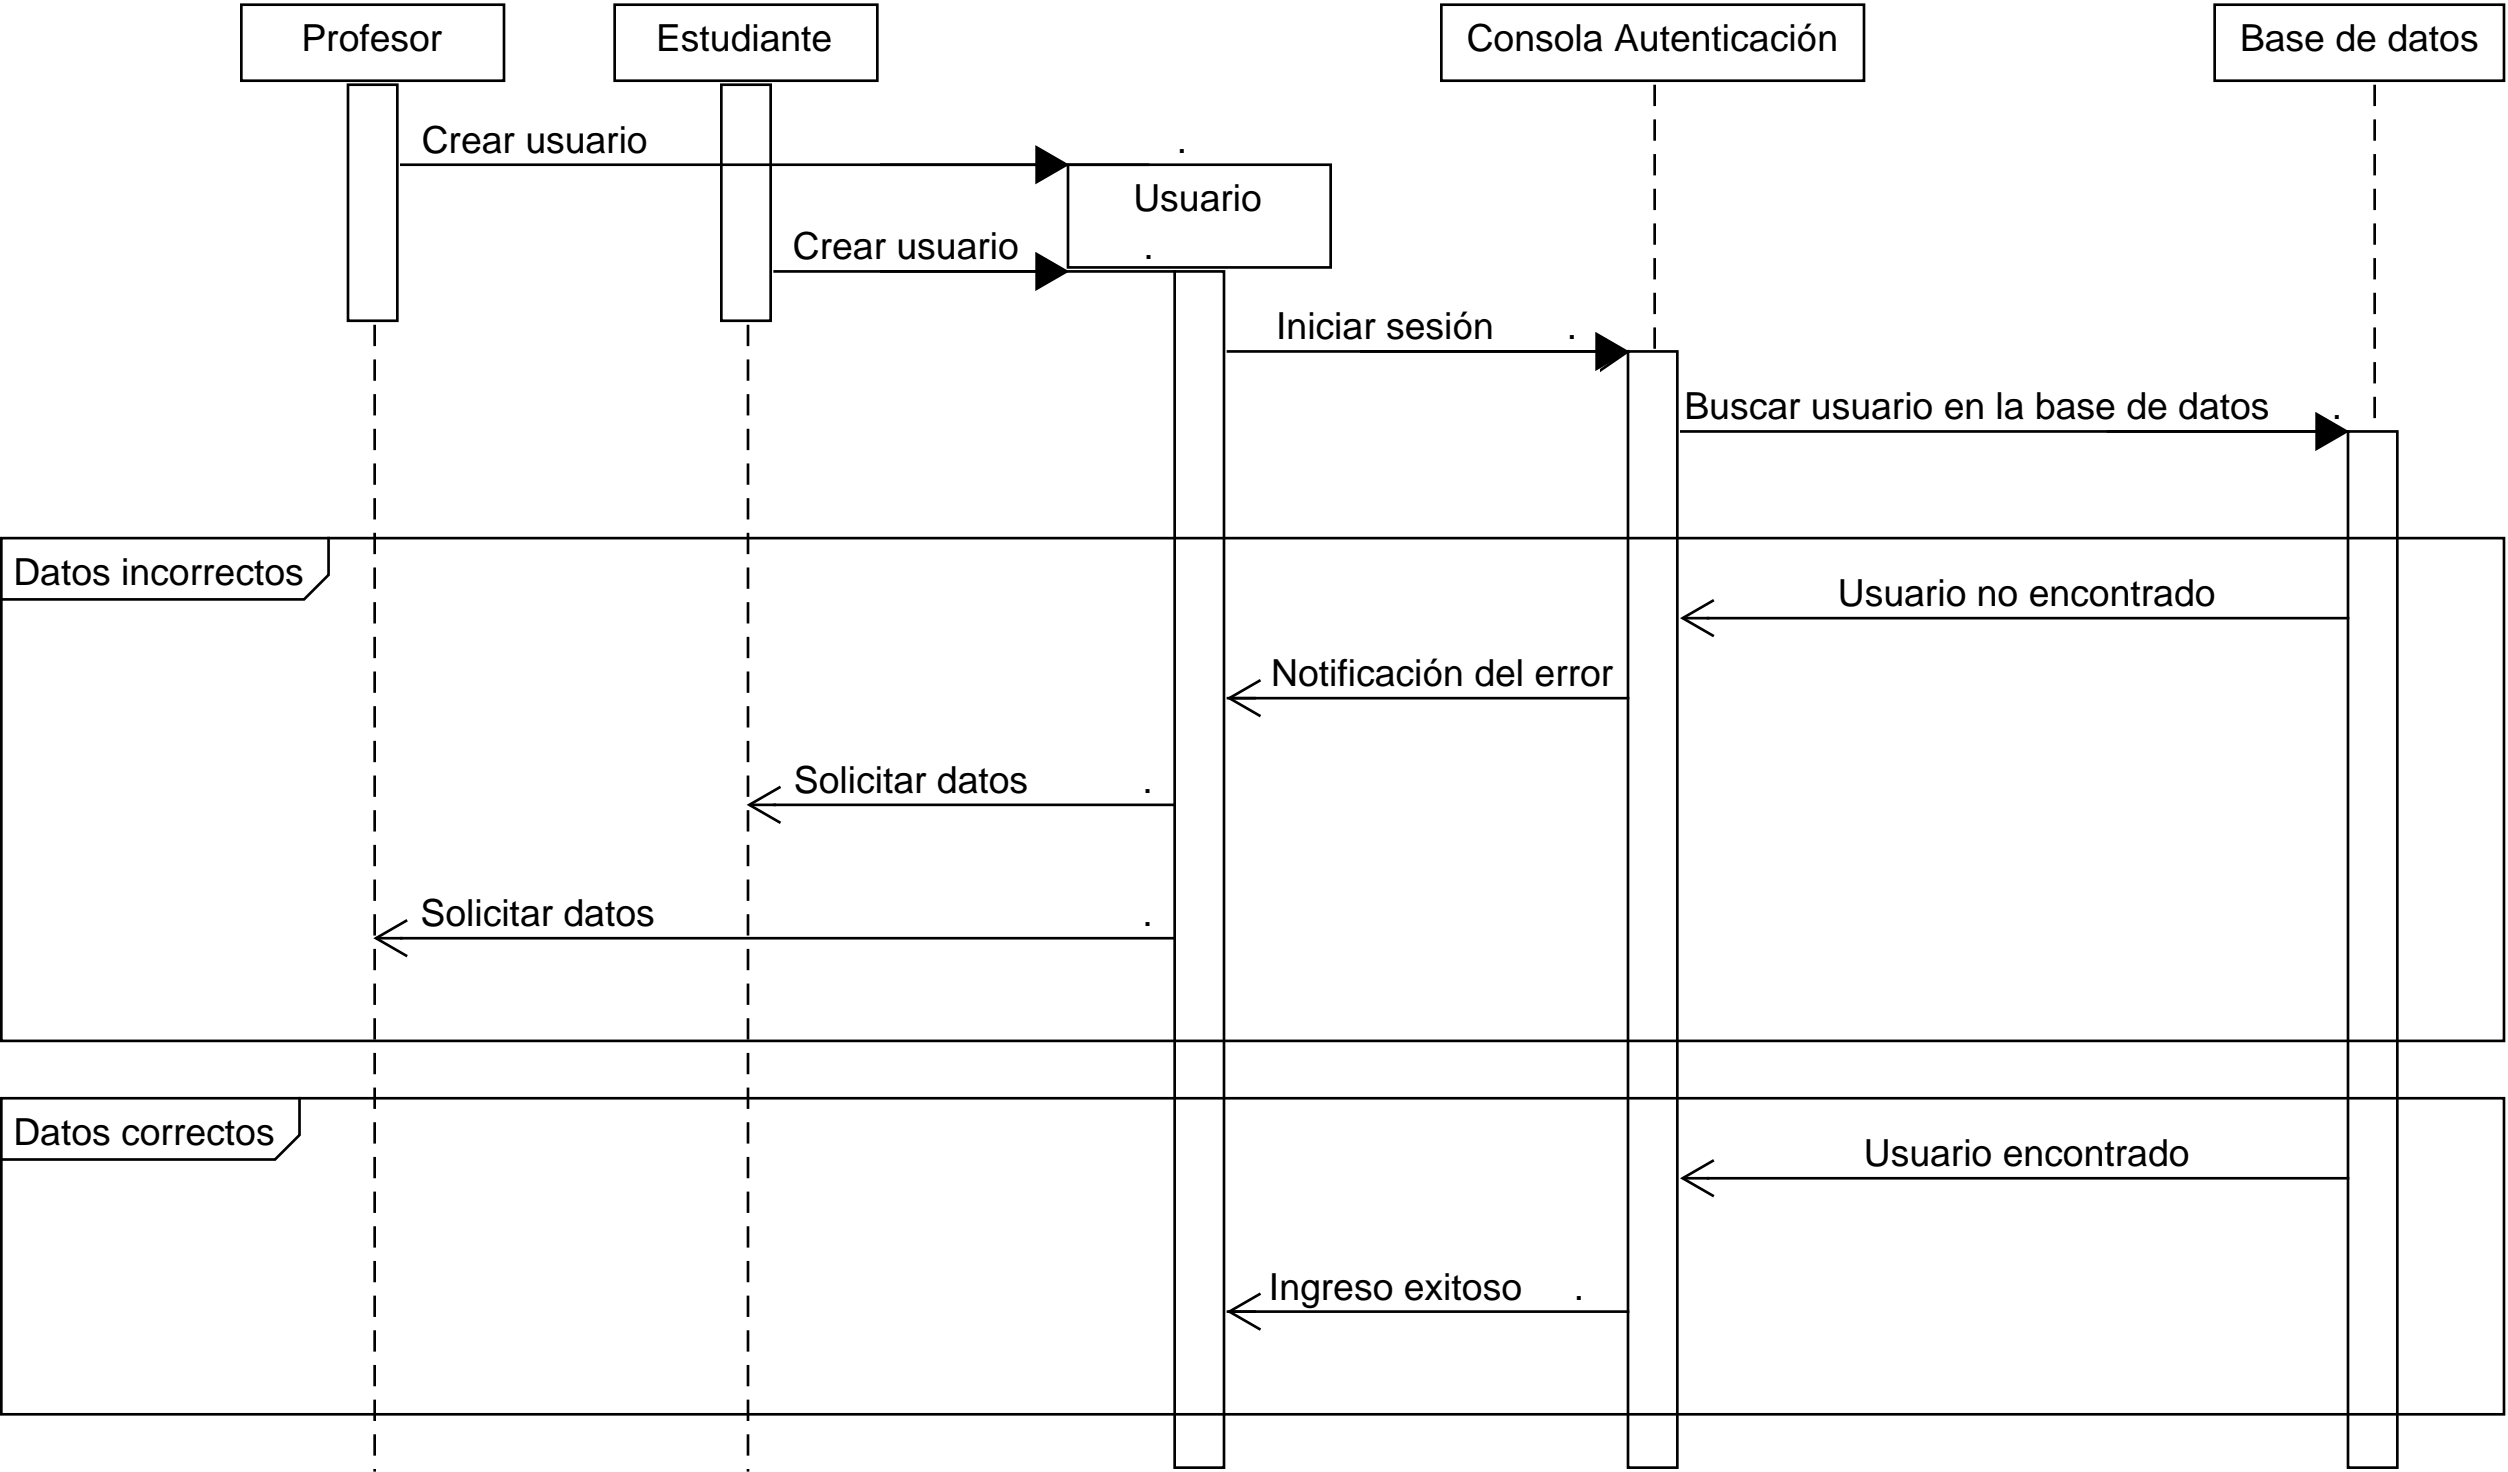 Profesor
Estudiante
Consola Autenticación
Base de datos
Crear usuario .
Usuario
Crear usuario .
Iniciar sesión .
Buscar usuario en la base de datos .
Datos incorrectos
Usuario no encontrado
Notificación del error
Solicitar datos .
Solicitar datos .
Datos correctos
Usuario encontrado
Ingreso exitoso .